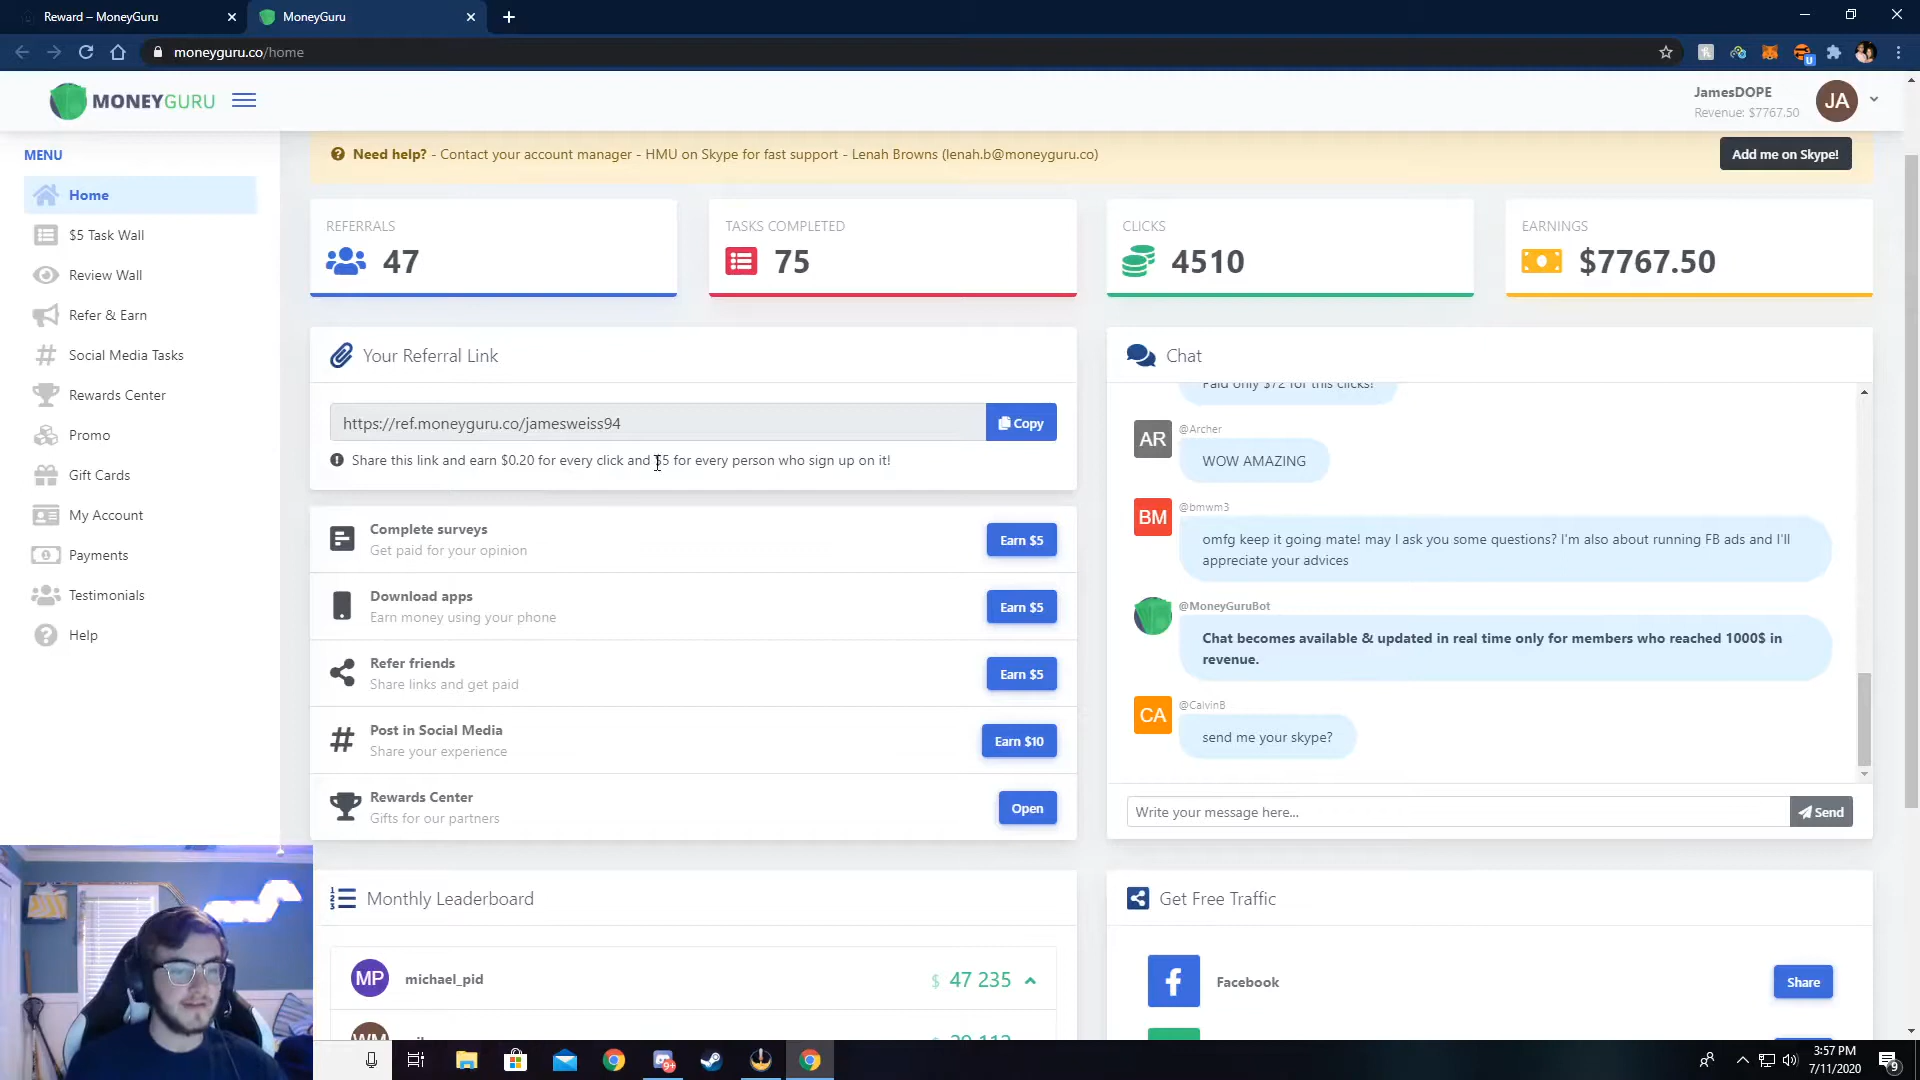 Reward – MoneyGuru
MoneyGuru
moneyguru.co/home
MONEYGURU
JamesDOPE
Revenue: $7767.50
JA
MENU
Home
$5 Task Wall
Review Wall
Refer & Earn
Social Media Tasks
Rewards Center
Promo
Gift Cards
My Account
Payments
Testimonials
Help
Need help? - Contact your account manager - HMU on Skype for fast support - Lenah Browns (lenah.b@moneyguru.co)
Add me on Skype!
REFERRALS
47
TASKS COMPLETED
75
CLICKS
4510
EARNINGS
$7767.50
Your Referral Link
https://ref.moneyguru.co/jamesweiss94
Copy
Share this link and earn $0.20 for every click and $5 for every person who sign up on it!
Complete surveys
Get paid for your opinion
Earn $5
Download apps
Earn money using your phone
Earn $5
Refer friends
Share links and get paid
Earn $5
Post in Social Media
Share your experience
Earn $10
Rewards Center
Gifts for our partners
Open
Chat
Paid only $72 for this clicks!
AR
@Archer
WOW AMAZING
BM
@bmwm3
omfg keep it going mate! may I ask you some questions? I'm also about running FB ads and I'll
appreciate your advices
@MoneyGuruBot
Chat becomes available & updated in real time only for members who reached 1000$ in
revenue.
CA
@CalvinB
send me your skype?
Write your message here...
Send
Monthly Leaderboard
MP
michael_pid
$ 47 235
Get Free Traffic
Facebook
Share
3:57 PM
7/11/2020